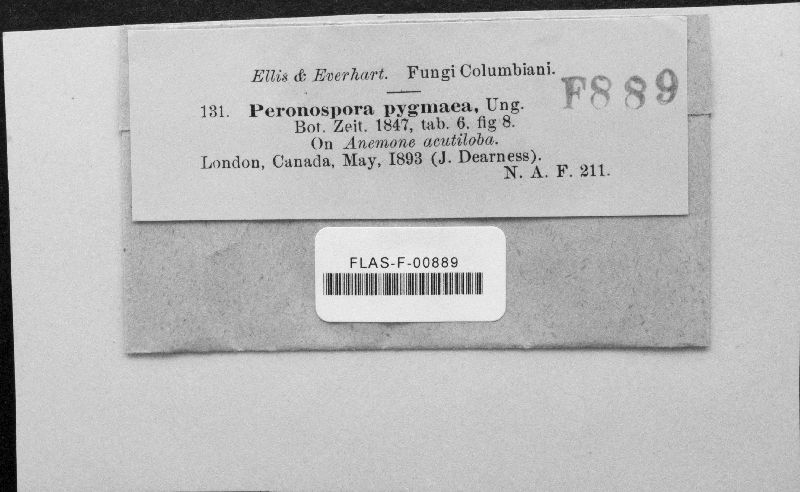 Ellis & Everhart. Fungi Columbiani.
F889
131. Peronospora pygmaea, Ung.
Bot. Zeit. 1847, tab. 6. fig 8.
On Anemone acutiloba.
London, Canada, May, 1893 (J. Dearness).
N. A. F. 211.
FLAS-F-00889